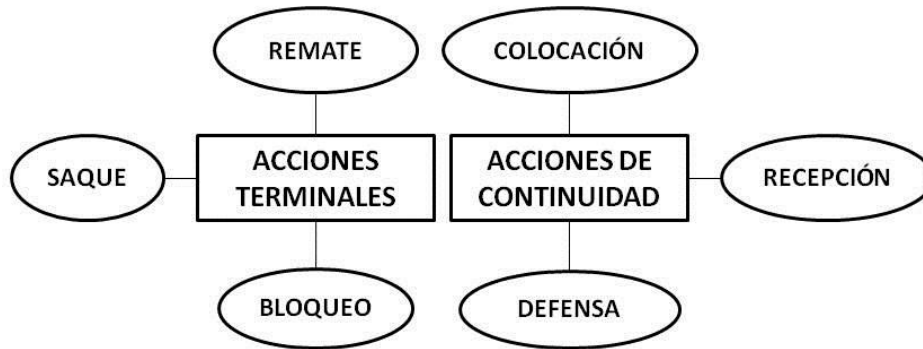 REMATE
COLOCACIÓN
SAQUE
ACCIONES
TERMINALES
ACCIONES DE
CONTINUIDAD
RECEPCIÓN
BLOQUEO
DEFENSA